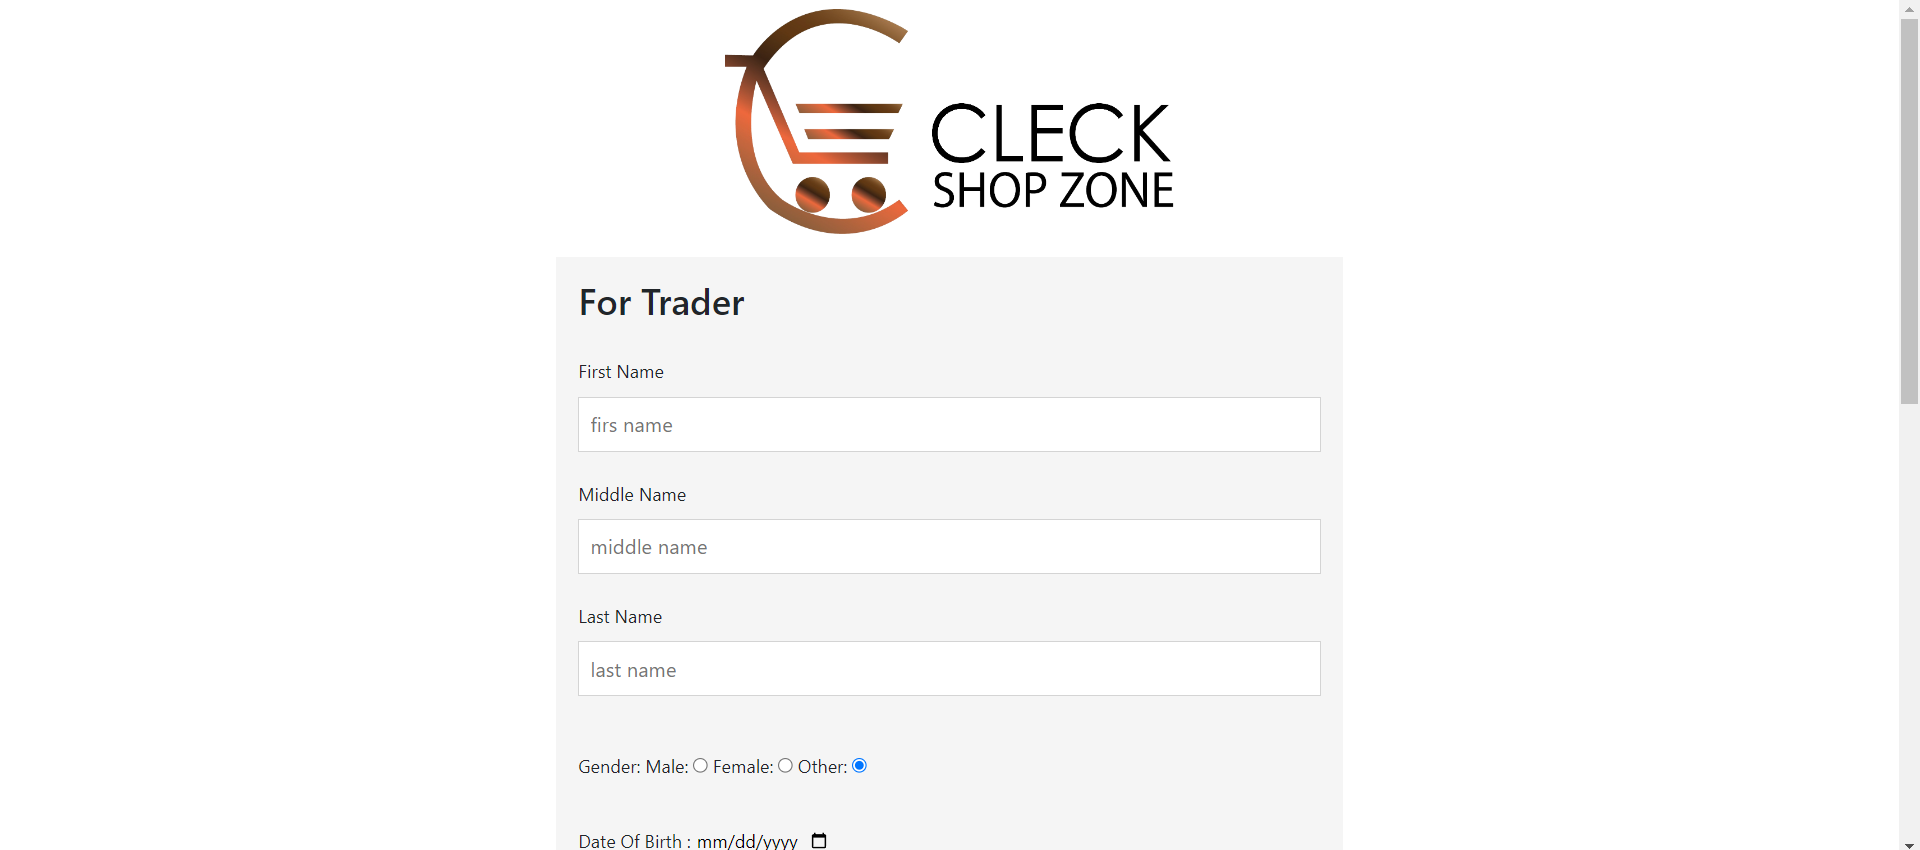 CLECK
SHOP ZONE
For Trader
First Name
firs name
Middle Name
middle name
Last Name
last name
Gender: Male: Female: Other:
Date Of Birth : mm/dd/yyyy